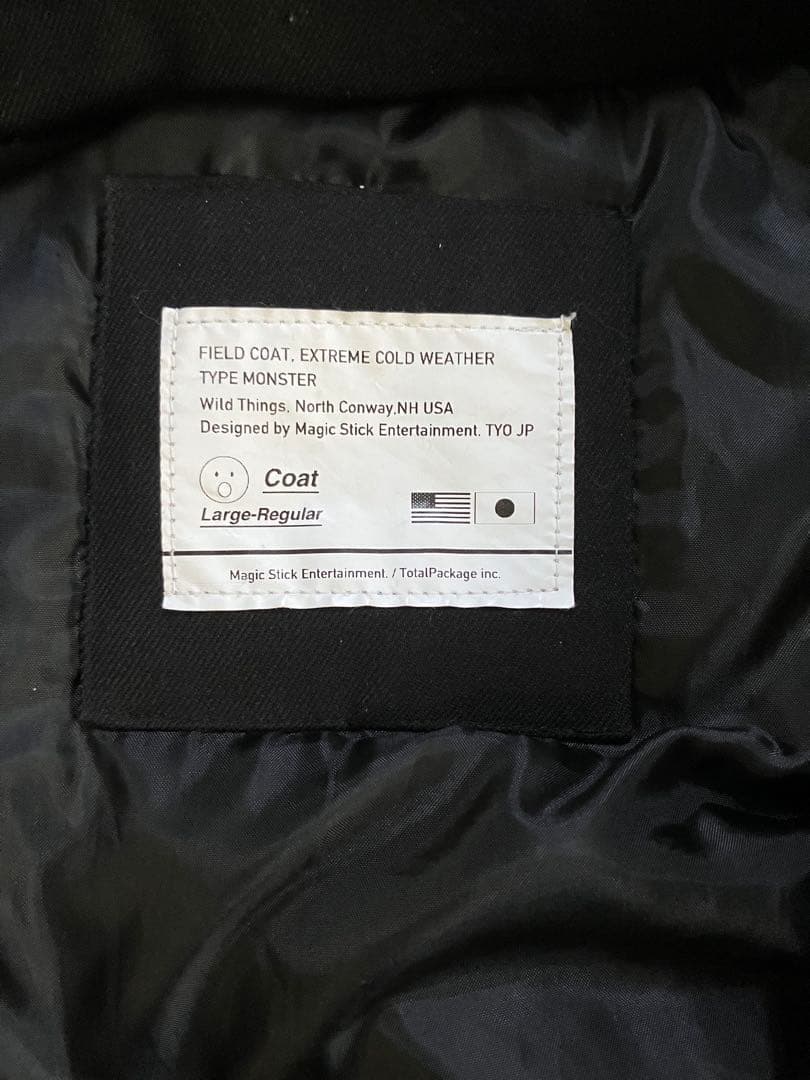 FIELD COAT, EXTREME COLD WEATHER
TYPE MONSTER
Wild Things, North Conway,NH USA
Designed by Magic Stick Entertainment. TYO JP
Coat
Large-Regular
Magic Stick Entertainment. / TotalPackage inc.